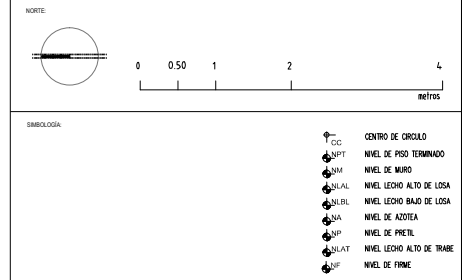 NORTE:
0 0.50 1 2 4
metros
SIMBOLOGÍA:
CC CENTRO DE CIRCULO
NPT NIVEL DE PISO TERMINADO
NM NIVEL DE MURO
NLAL NIVEL LECHO ALTO DE LOSA
NLBL NIVEL LECHO BAJO DE LOSA
NA NIVEL DE AZOTEA
NP NIVEL DE PRETIL
NLAT NIVEL LECHO ALTO DE TRABE
NF NIVEL DE FIRME